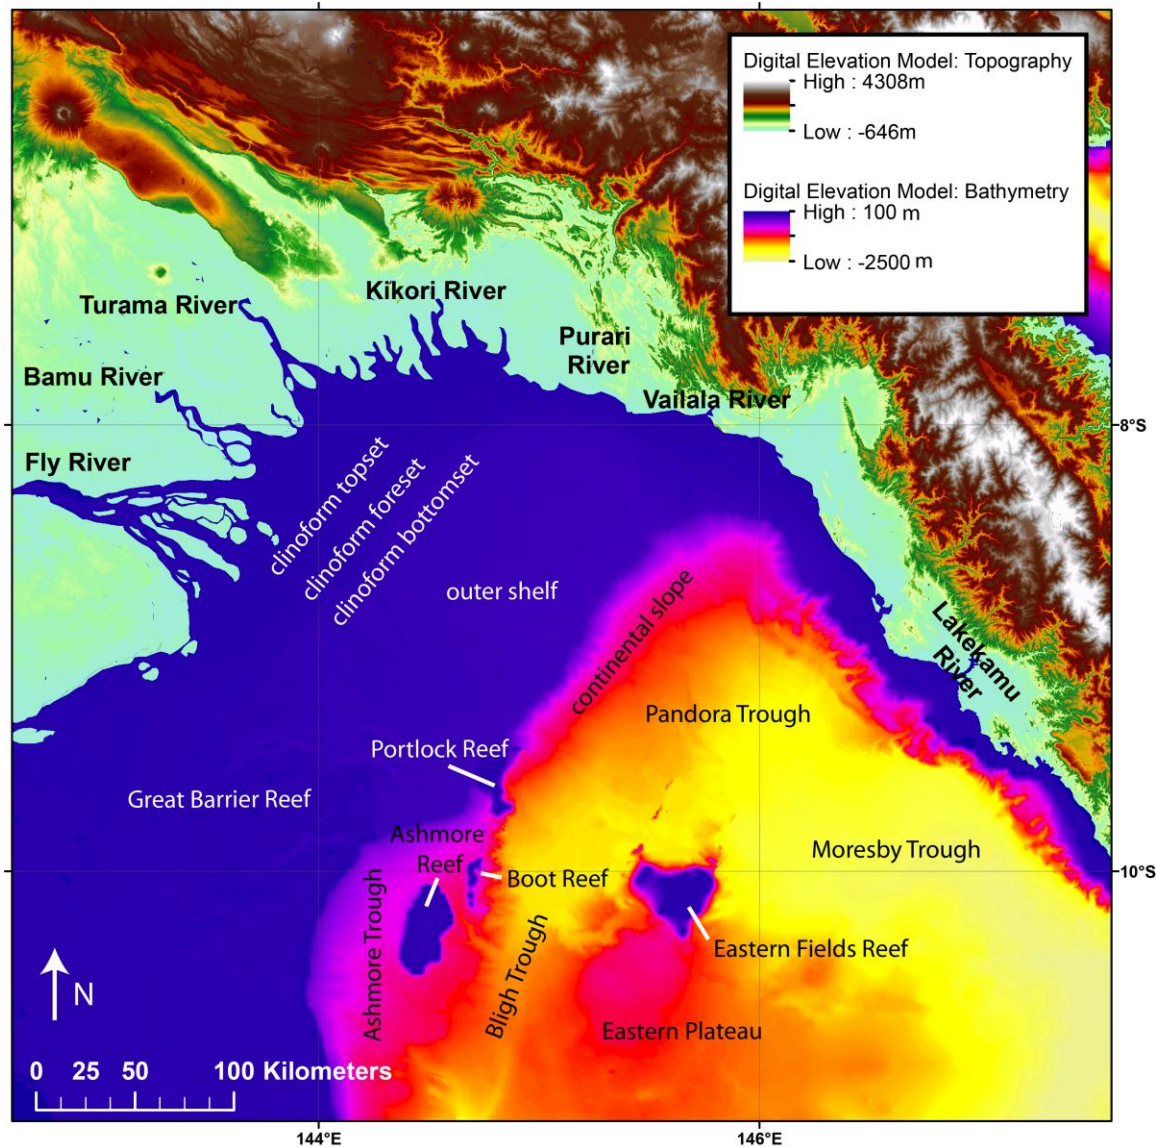 Digital Elevation Model: Topography
High : 4308m
Low : -646m
Digital Elevation Model: Bathymetry
High : 100 m
Low : -2500 m
Turama River
Kikori River
Bamu River
Purari
River
Vailala River
Fly River
8°S
clinoform topset
clinoform foreset
clinoform bottomset
outer shelf
continental slope
Lakekamu
River
Pandora Trough
Portlock Reef
Great Barrier Reef
Ashmore
Reef
Moresby Trough
Boot Reef
10°S
Ashmore Trough
Bligh Trough
Eastern Fields Reef
Eastern Plateau
N
0 25 50 100 Kilometers
144°E
146°E